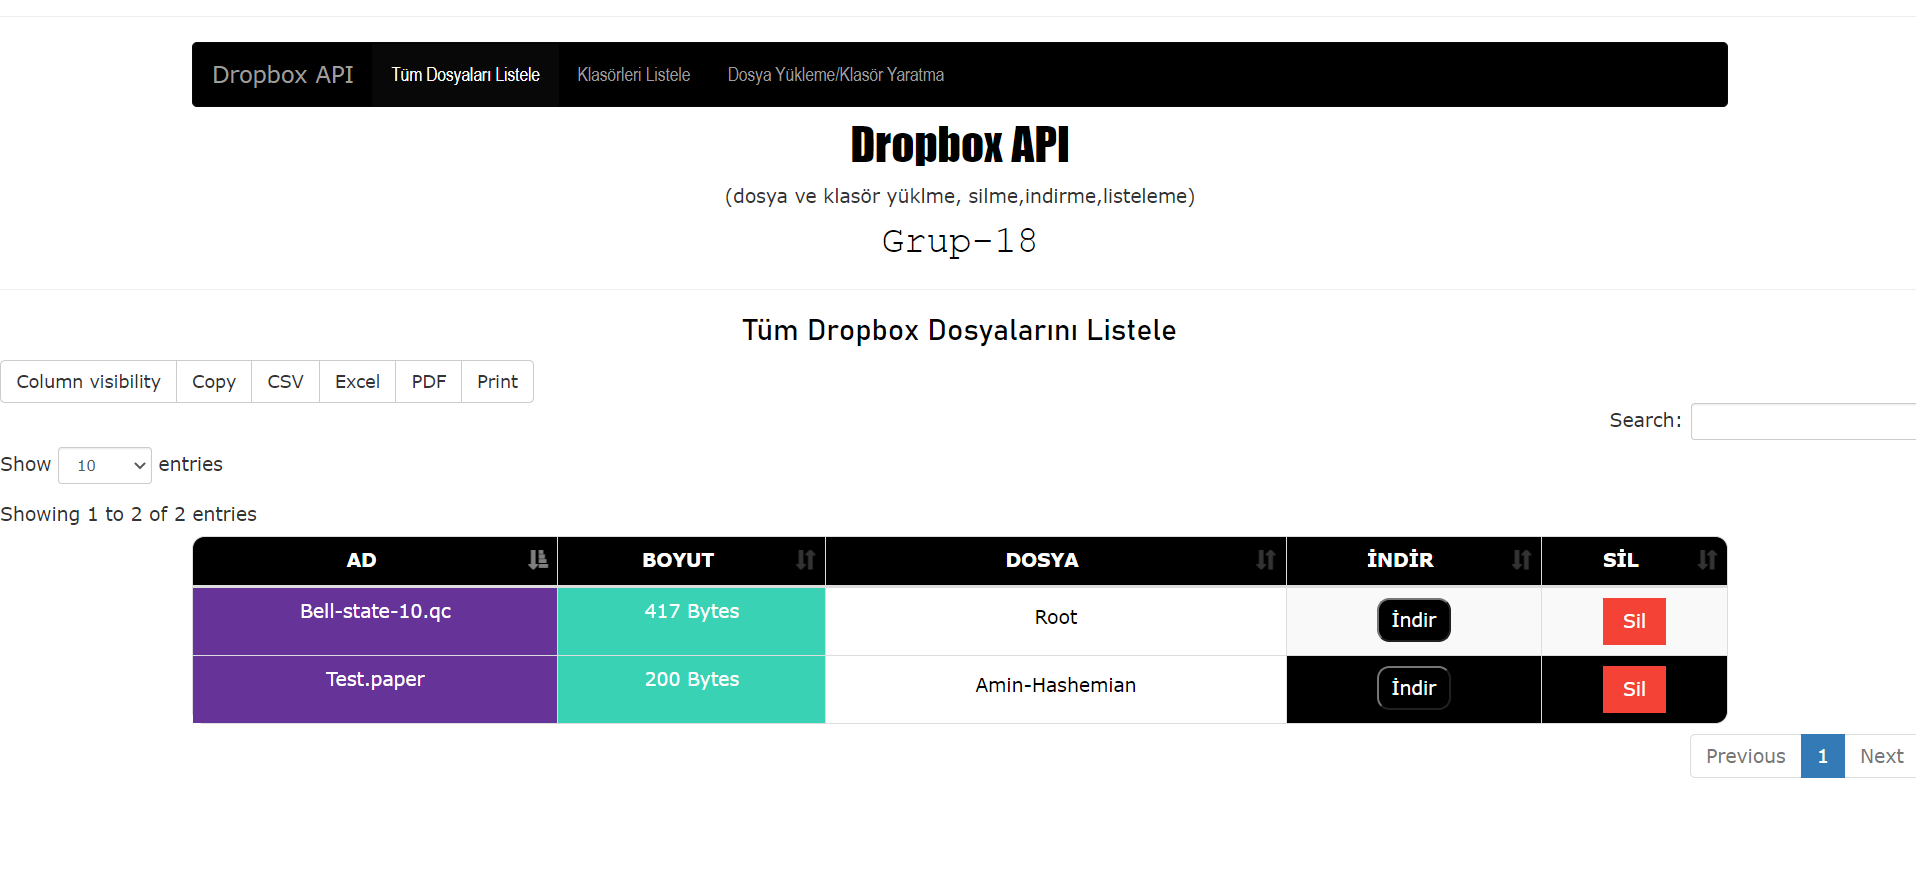 Dropbox API Tüm Dosyaları Listele Klasörleri Listele Dosya Yükleme/Klasör Yaratma
Dropbox API
(dosya ve klasör yüklme, silme,indirme,listeleme)
Grup-18
Tüm Dropbox Dosyalarını Listele
Column visibility Copy CSV Excel PDF Print
Search:
Show 10 entries
Showing 1 to 2 of 2 entries
AD BOYUT DOSYA İNDİR SİL
Bell-state-10.qc 417 Bytes Root İndir Sil
Test.paper 200 Bytes Amin-Hashemian İndir Sil
Previous 1 Next